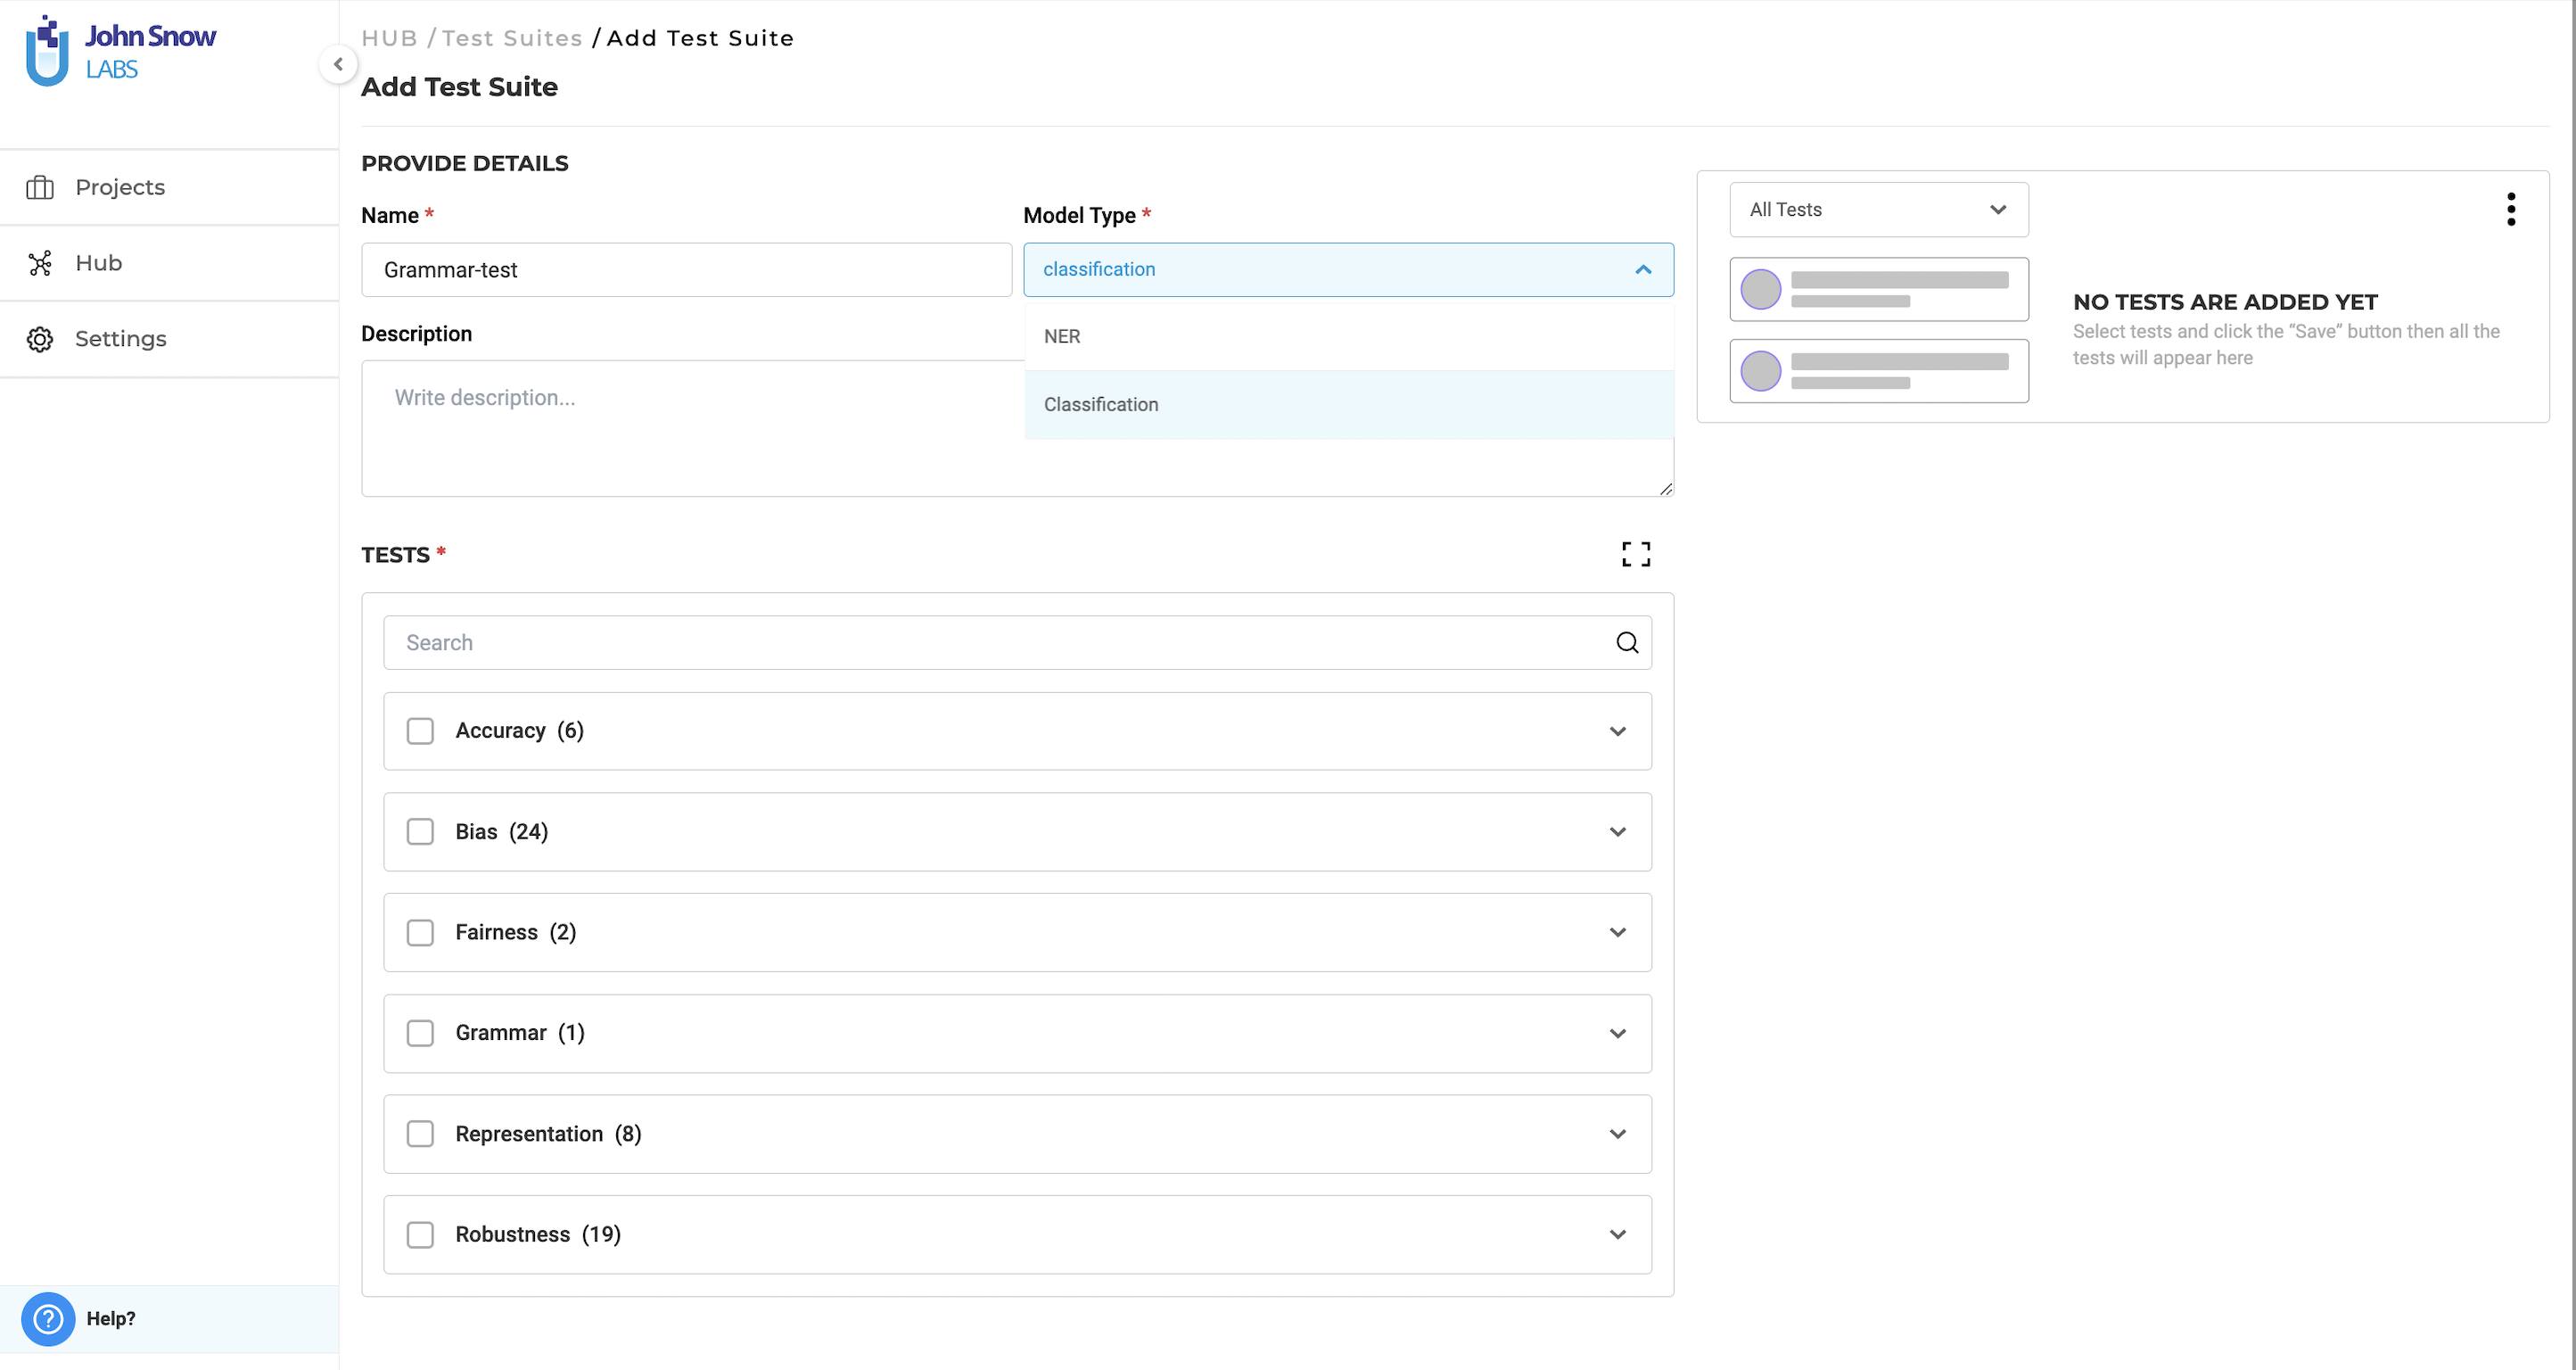 John Snow
LABS
Projects
Hub
Settings
Help?
HUB / Test Suites / Add Test Suite
Add Test Suite
PROVIDE DETAILS
Name *
Grammar-test
Model Type *
classification
NER
Classification
Description
Write description...
TESTS *
Search
Accuracy (6)
Bias (24)
Fairness (2)
Grammar (1)
Representation (8)
Robustness (19)
All Tests
NO TESTS ARE ADDED YET
Select tests and click the “Save” button then all the
tests will appear here